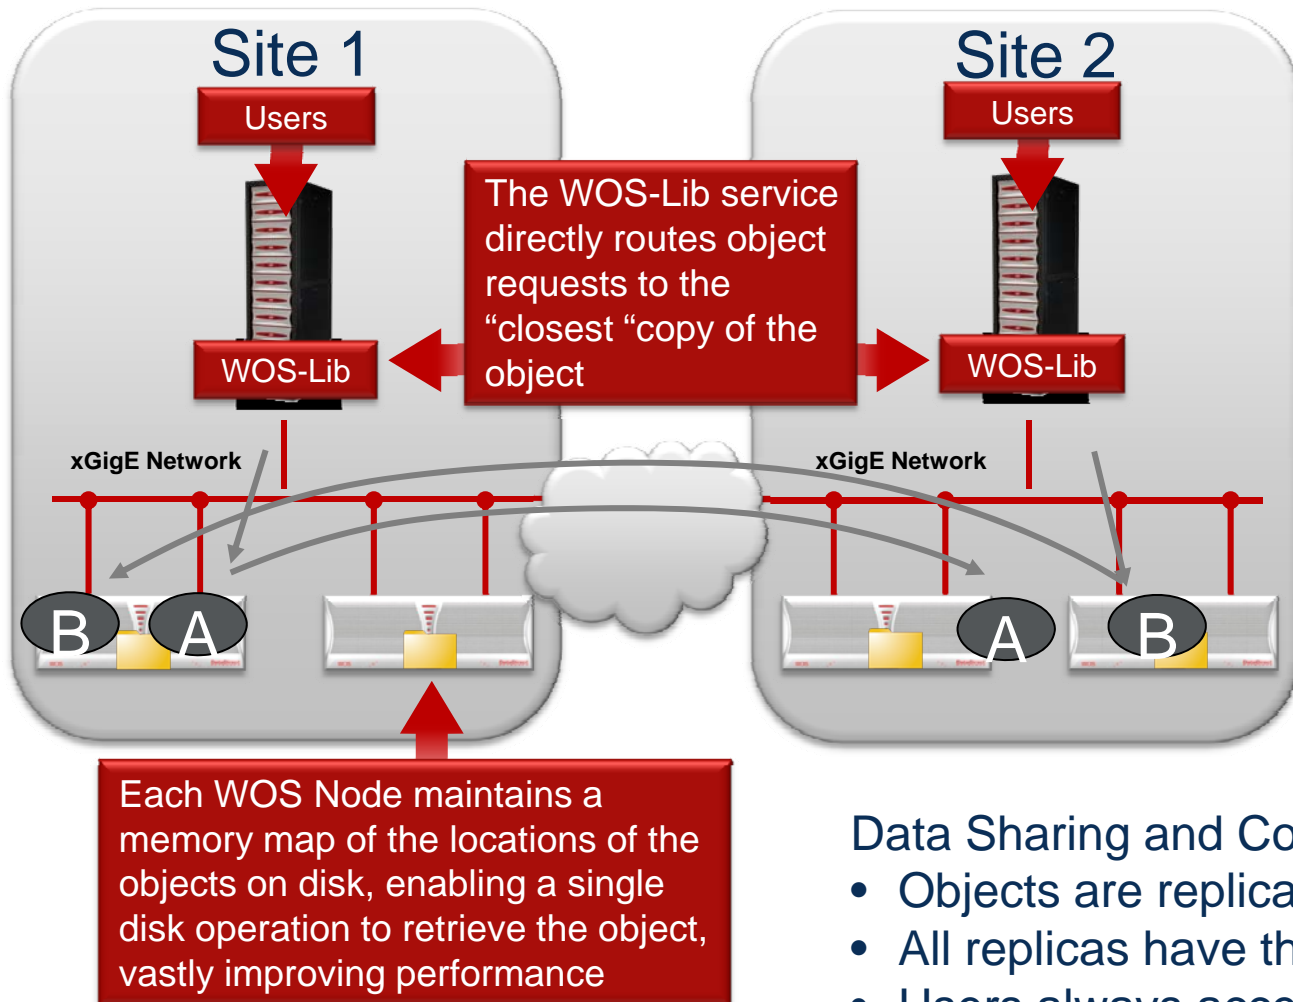 Site 1
Users
WOS-Lib
xGigE Network
B
A
The WOS-Lib service
directly routes object
requests to the
“closest “copy of the
object
Site 2
Users
WOS-Lib
xGigE Network
A
B
Each WOS Node maintains a
memory map of the locations of the
objects on disk, enabling a single
disk operation to retrieve the object,
vastly improving performance
Data Sharing and Co
• Objects are replica
• All replicas have th
• Users always acce